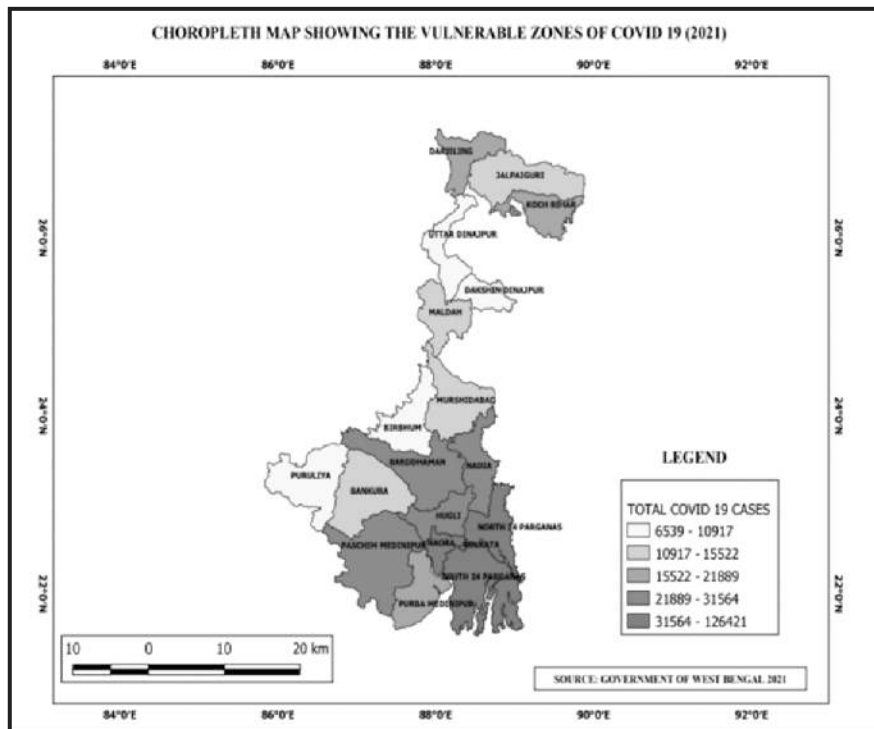 CHOROPLETH MAP SHOWING THE VULNERABLE ZONES OF COVID 19 (2021)
84°0'E 86°0'E 88°0'E 90°0'E 92°0'E
DARJILING
JALPAIGURI
KOCH BIHAR
26°0'N 26°0'N
UTTAR DINAJPUR
DAKSHIN DINAJPUR
MALDAH
MURSHIDABAD
24°0'N 24°0'N
BIRBHUM
BARDDHAMAN
NADIA
PURULIYA
BANKURA
HUGLI
NORTH 24 PARGANAS
PASCHIM MEDINIPUR
HAORA
KOLKATA
SOUTH 24 PARGANAS
PURBA MEDINIPUR
22°0'N 22°0'N
LEGEND
TOTAL COVID 19 CASES
6539 - 10917
10917 - 15522
15522 - 21889
21889 - 31564
31564 - 126421
10 0 10 20 km
SOURCE: GOVERNMENT OF WEST BENGAL 2021
84°0'E 86°0'E 88°0'E 90°0'E 92°0'E